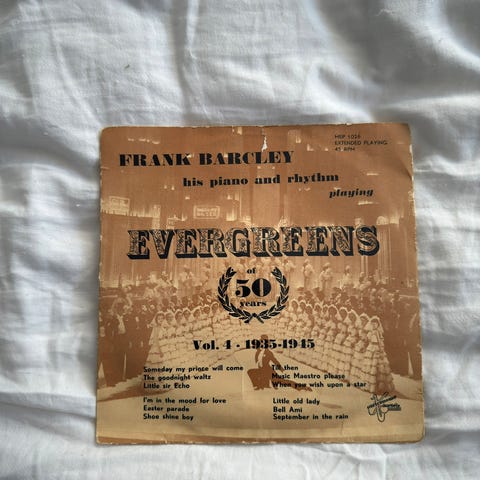 HEP 1026
EXTENDED PLAYING
45 RPM
FRANK BARCLEY
his piano and rhythm
playing
EVERGREENS
of
50
years
Vol. 4 • 1935-1945
Someday my prince will come
The goodnight waltz
Little sir Echo
I'm in the mood for love
Easter parade
Shoe shine boy
Till then
Music Maestro please
When you wish upon a star
Little old lady
Bell Ami
September in the rain